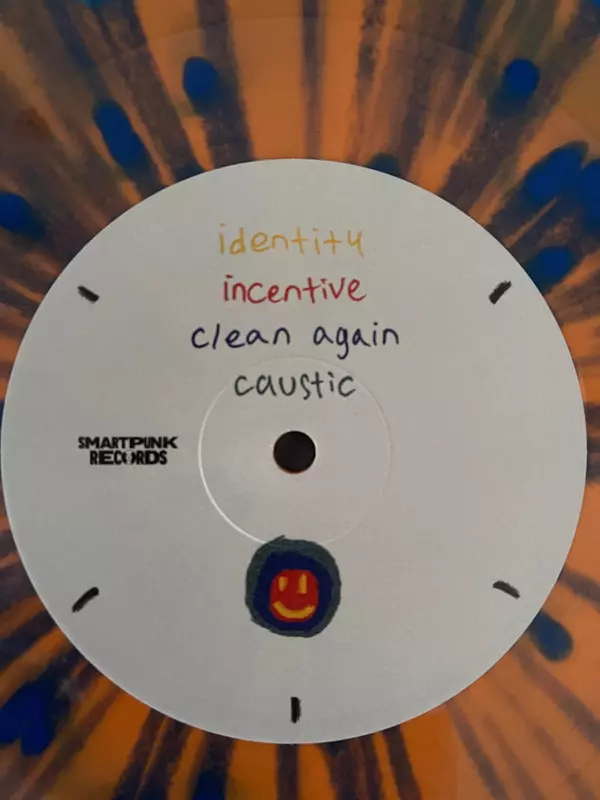 identity
incentive
clean again
caustic
SMARTPUNK
RECORDS